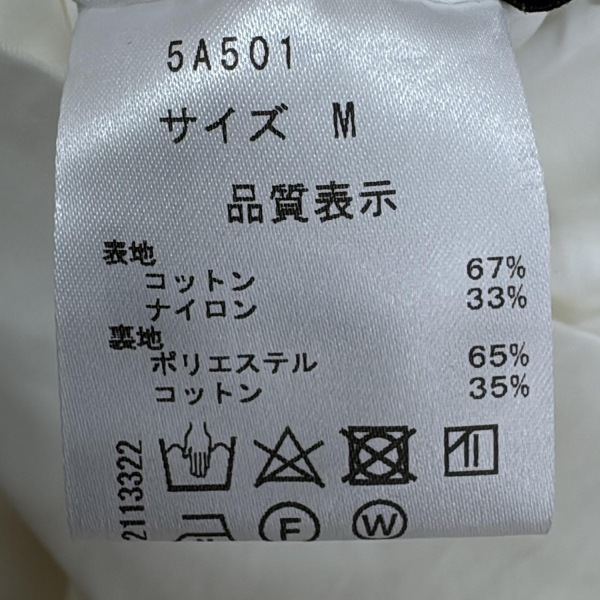 5A501
サイズ M
品質表示
表地
コットン 67%
ナイロン 33%
裏地
ポリエステル 65%
コットン 35%
2113322
F W